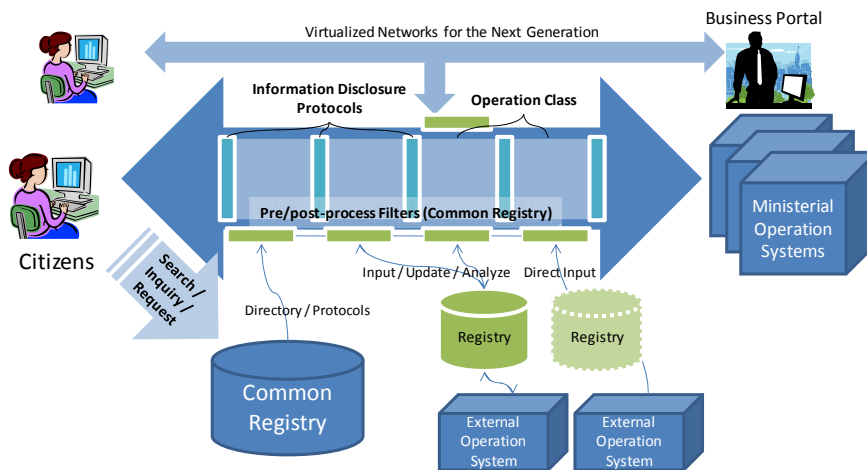 Virtualized Networks for the Next Generation
Business Portal
Information Disclosure
Protocols
Operation Class
Pre/post-process Filters (Common Registry)
Ministerial
Operation
Systems
Citizens
Search /
Inquiry /
Request
Input / Update / Analyze
Direct Input
Directory / Protocols
Registry
Registry
Common
Registry
External
Operation
System
External
Operation
System